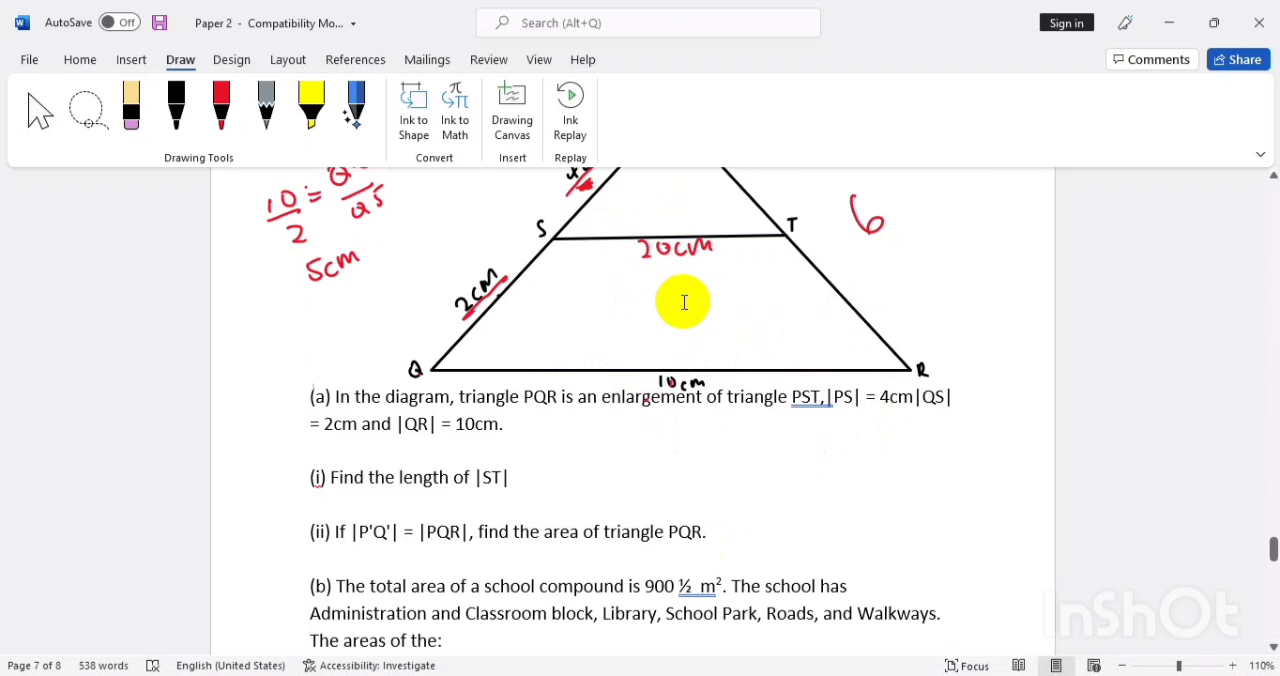 AutoSave Off Paper 2 - Compatibility Mo... Search (Alt+Q) Sign in
File Home Insert Draw Design Layout References Mailings Review View Help Comments Share
Ink to Shape Ink to Math Drawing Canvas Ink Replay
Drawing Tools Convert Insert Replay
10/2 =
QS
5cm
S
T
6
20cm
2cm
Q
R
10cm
(a) In the diagram, triangle PQR is an enlargement of triangle PST,|PS| = 4cm|QS|
= 2cm and |QR| = 10cm.
(i) Find the length of |ST|
(ii) If |P'Q'| = |PQR|, find the area of triangle PQR.
(b) The total area of a school compound is 900 ½ m². The school has
Administration and Classroom block, Library, School Park, Roads, and Walkways.
The areas of the:
InShOt
Page 7 of 8 538 words English (United States) Accessibility: Investigate Focus 110%